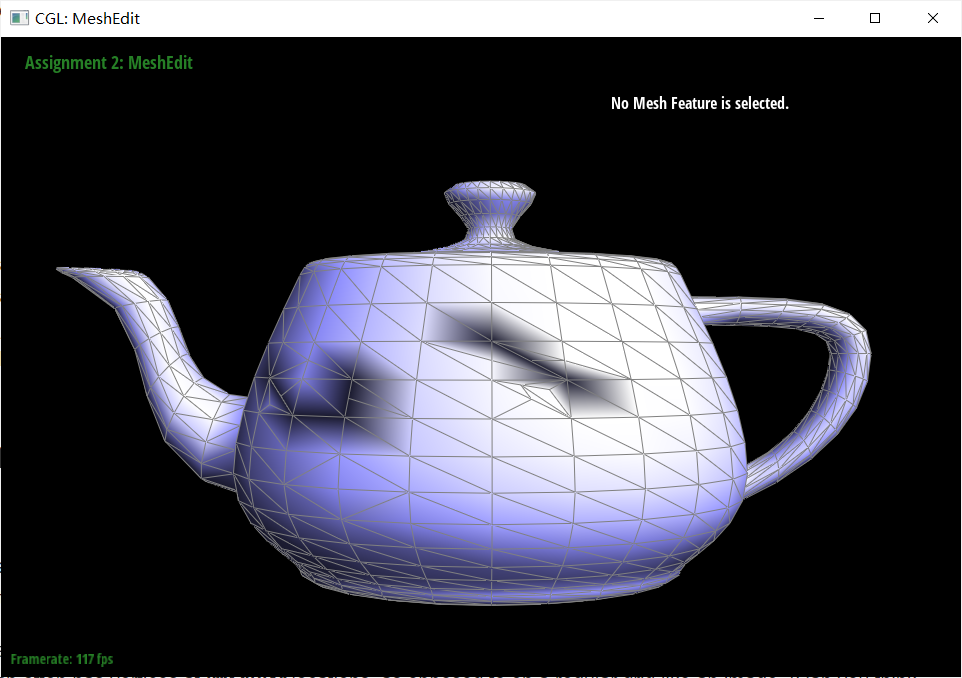 CGL: MeshEdit
Assignment 2: MeshEdit
No Mesh Feature is selected.
Framerate: 117 fps